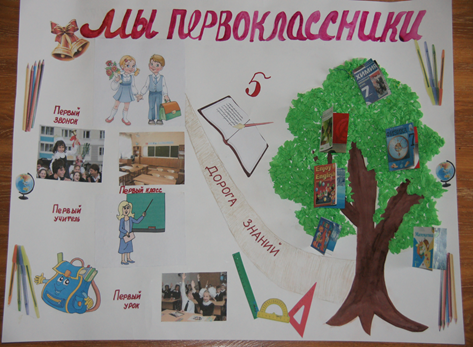 МЫ ПЕРВОКЛАССНИКИ
5
Первый
звонок
Первый класс
Первый
учитель
ДОРОГА
ЗНАНИЙ
Первый
урок